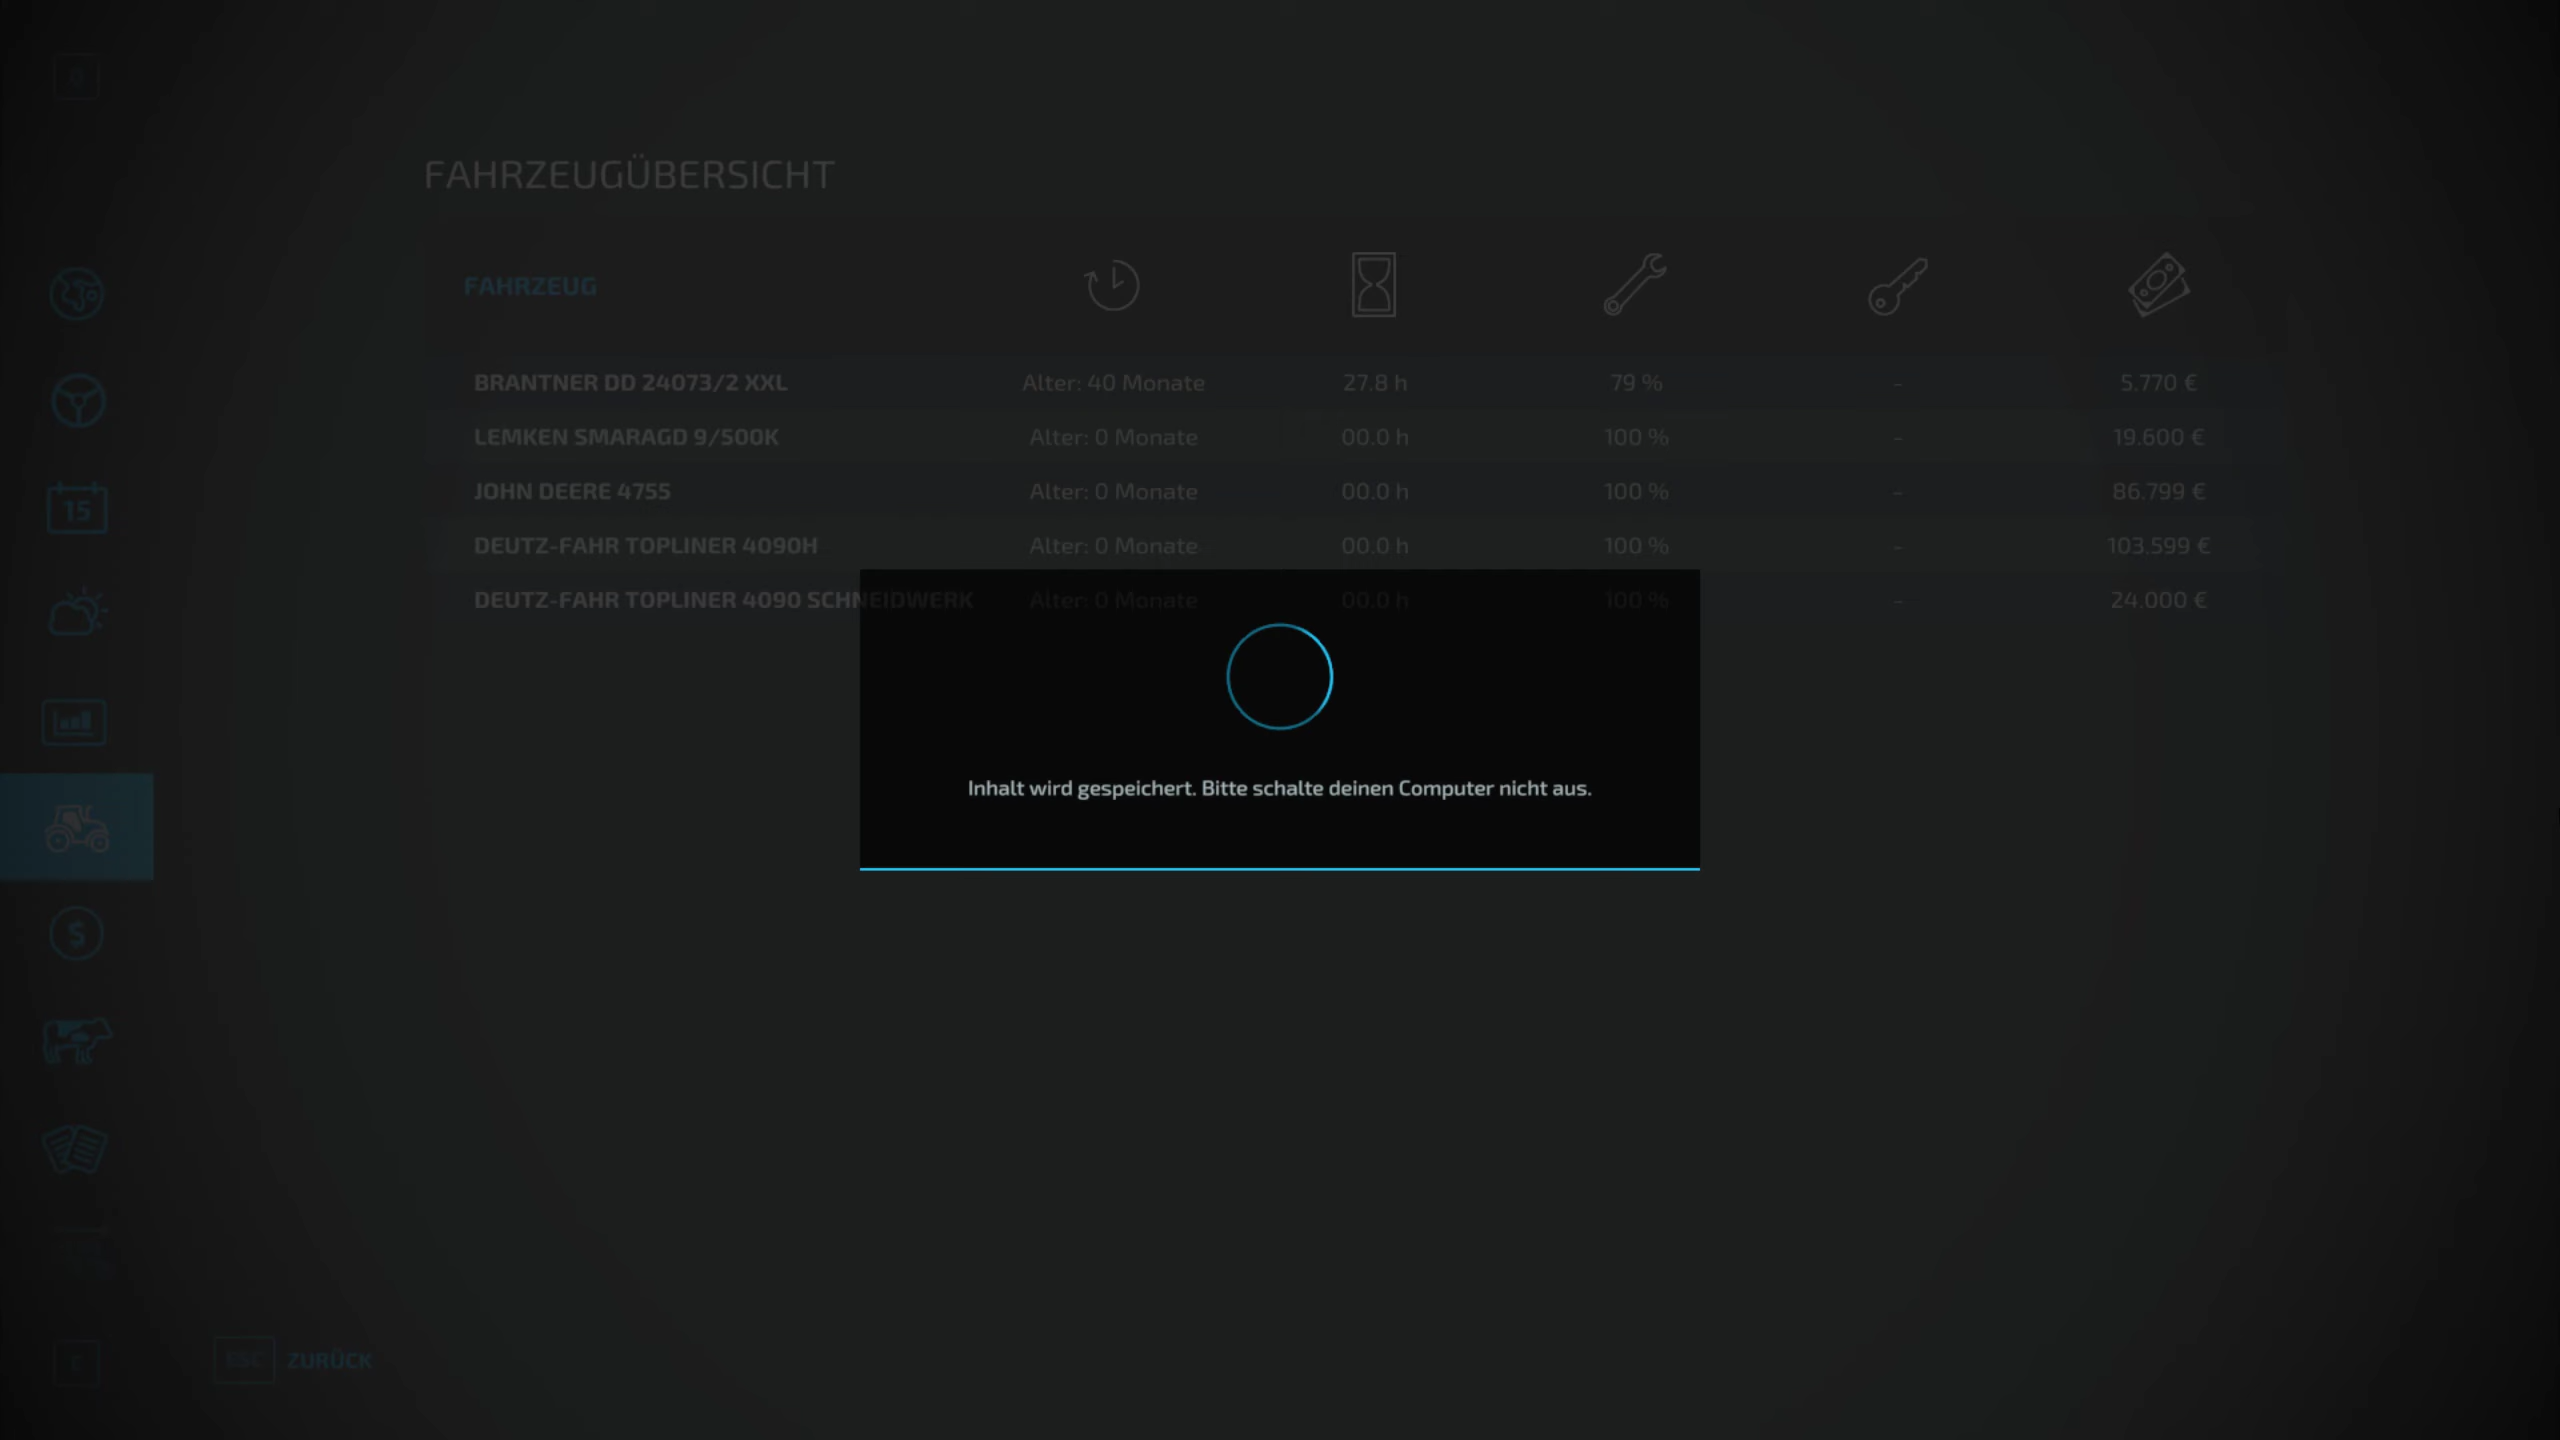 FAHRZEUGÜBERSICHT
FAHRZEUG
BRANTNER DD 24073/2 XXL Alter: 40 Monate 27.8 h 79 % - 5.770 €
LEMKEN SMARAGD 9/500K Alter: 0 Monate 00.0 h 100 % - 19.600 €
JOHN DEERE 4755 Alter: 0 Monate 00.0 h 100 % - 86.799 €
DEUTZ-FAHR TOPLINER 4090H Alter: 0 Monate 00.0 h 100 % - 103.599 €
DEUTZ-FAHR TOPLINER 4090 SCHNEIDWERK Alter: 0 Monate 00.0 h 100 % - 24.000 €
15
Inhalt wird gespeichert. Bitte schalte deinen Computer nicht aus.
$
E
ESC ZURÜCK